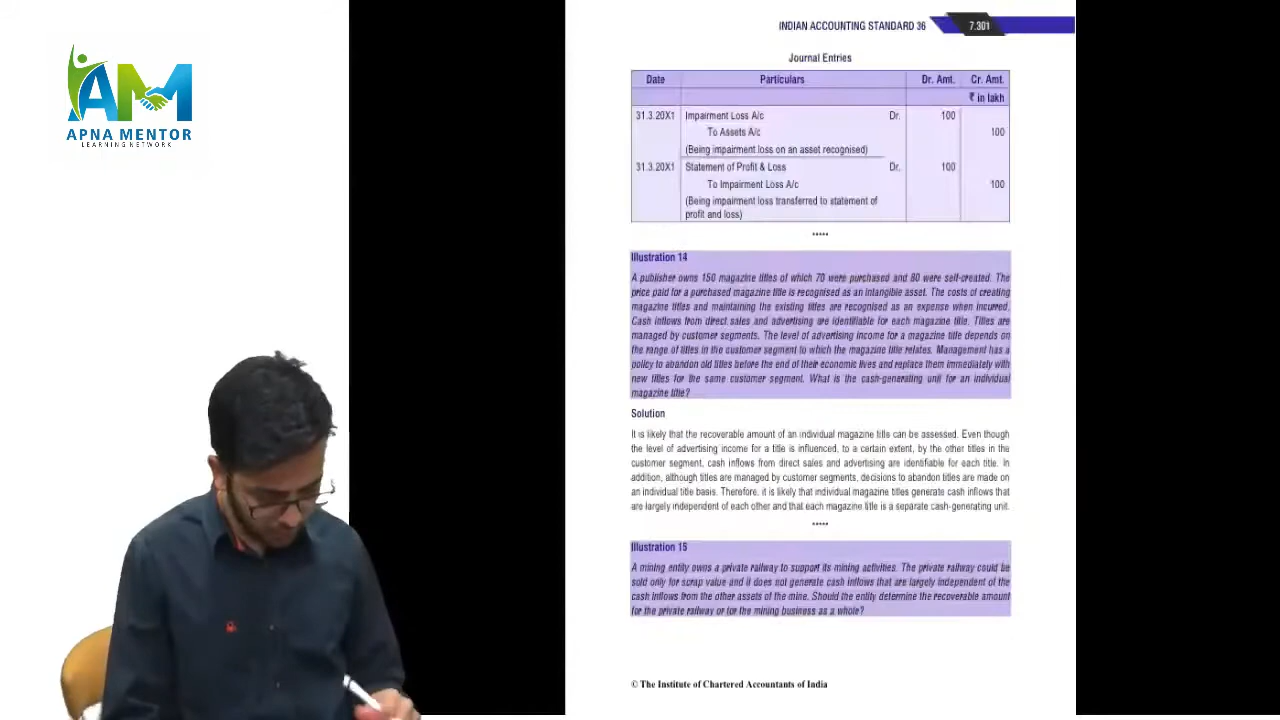 AM
APNA MENTOR
LEARNING NETWORK
INDIAN ACCOUNTING STANDARD 36
7.301
Journal Entries
Date Particulars Dr. Amt. Cr. Amt.
₹ in lakh
31.3.20X1 Impairment Loss A/c Dr. 100
To Assets A/c 100
(Being impairment loss on an asset recognised)
31.3.20X1 Statement of Profit & Loss Dr. 100
To Impairment Loss A/c 100
(Being impairment loss transferred to statement of
profit and loss)
*****
Illustration 14
A publisher owns 150 magazine titles of which 70 were purchased and 80 were self-created. The
price paid for a purchased magazine title is recognised as an intangible asset. The costs of creating
magazine titles and maintaining the existing titles are recognised as an expense when incurred.
Cash inflows from direct sales and advertising are identifiable for each magazine title. Titles are
managed by customer segments. The level of advertising income for a magazine title depends on
the range of titles in the customer segment to which the magazine title relates. Management has a
policy to abandon old titles before the end of their economic lives and replace them immediately with
new titles for the same customer segment. What is the cash-generating unit for an individual
magazine title?
Solution
It is likely that the recoverable amount of an individual magazine title can be assessed. Even though
the level of advertising income for a title is influenced, to a certain extent, by the other titles in the
customer segment, cash inflows from direct sales and advertising are identifiable for each title. In
addition, although titles are managed by customer segments, decisions to abandon titles are made on
an individual title basis. Therefore, it is likely that individual magazine titles generate cash inflows that
are largely independent of each other and that each magazine title is a separate cash-generating unit.
*****
Illustration 15
A mining entity owns a private railway to support its mining activities. The private railway could be
sold only for scrap value and it does not generate cash inflows that are largely independent of the
cash inflows from the other assets of the mine. Should the entity determine the recoverable amount
for the private railway or for the mining business as a whole?
© The Institute of Chartered Accountants of India